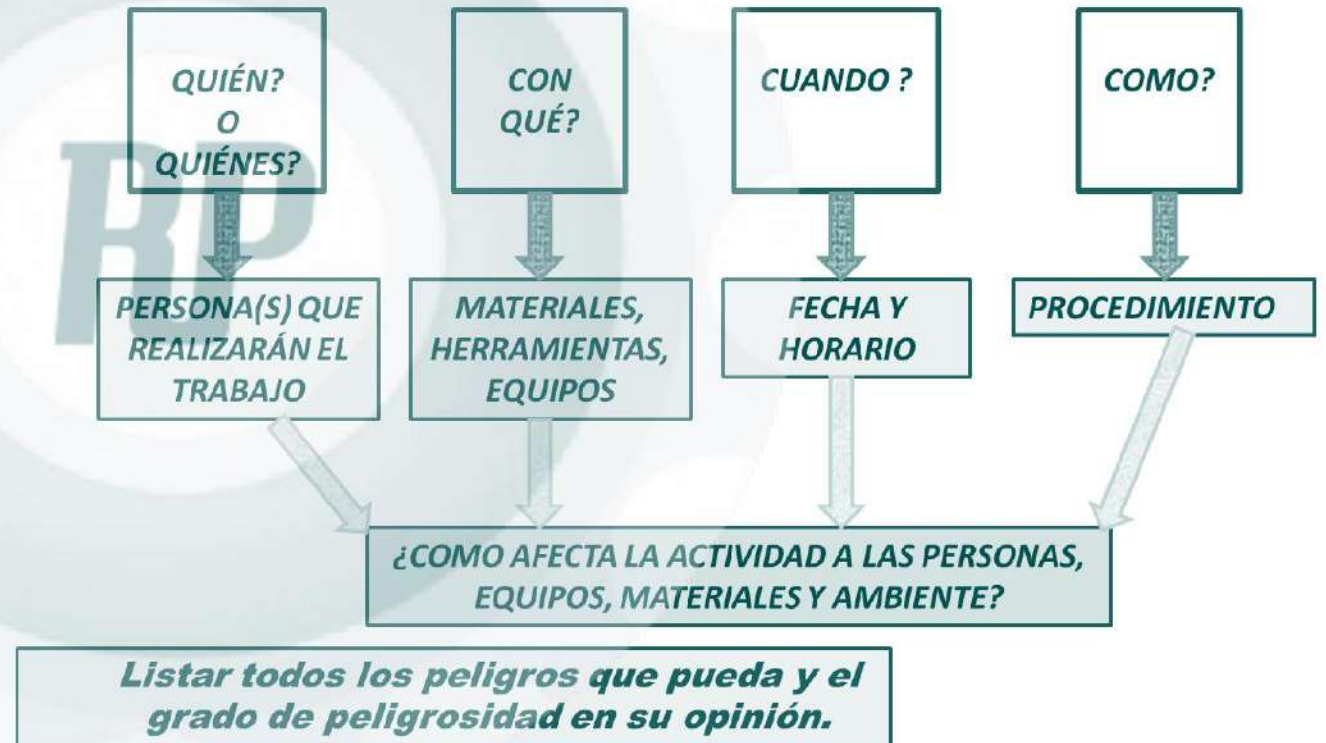 QUIÉN?
O
QUIÉNES?
CON
QUÉ?
CUANDO ?
COMO?
PERSONA(S) QUE
REALIZARÁN EL
TRABAJO
MATERIALES,
HERRAMIENTAS,
EQUIPOS
FECHA Y
HORARIO
PROCEDIMIENTO
¿COMO AFECTA LA ACTIVIDAD A LAS PERSONAS,
EQUIPOS, MATERIALES Y AMBIENTE?
Listar todos los peligros que pueda y el
grado de peligrosidad en su opinión.
RP